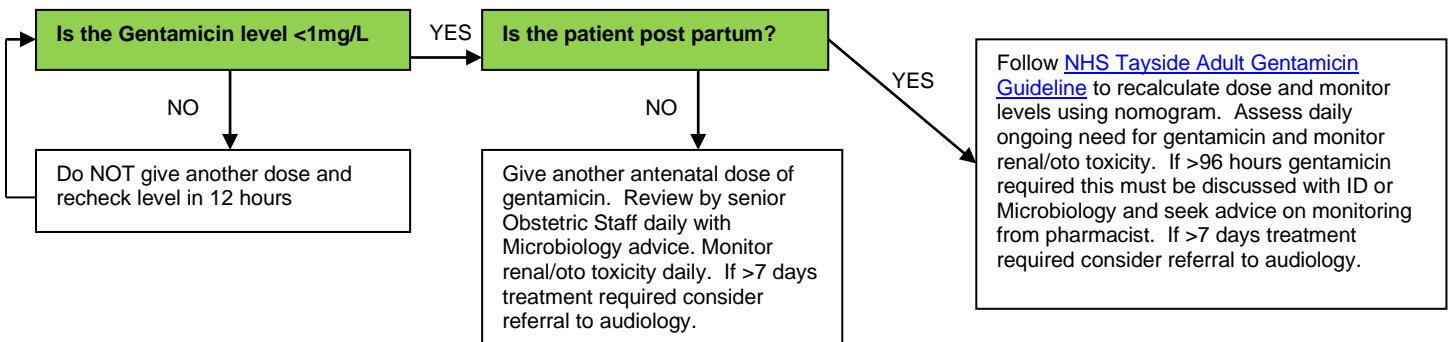 Is the Gentamicin level <1mg/L
YES
Is the patient post partum?
YES
NO
NO
Do NOT give another dose and
recheck level in 12 hours
Give another antenatal dose of
gentamicin. Review by senior
Obstetric Staff daily with
Microbiology advice. Monitor
renal/oto toxicity daily. If >7 days
treatment required consider
referral to audiology.
Follow NHS Tayside Adult Gentamicin
Guideline to recalculate dose and monitor
levels using nomogram. Assess daily
ongoing need for gentamicin and monitor
renal/oto toxicity. If >96 hours gentamicin
required this must be discussed with ID or
Microbiology and seek advice on monitoring
from pharmacist. If >7 days treatment
required consider referral to audiology.